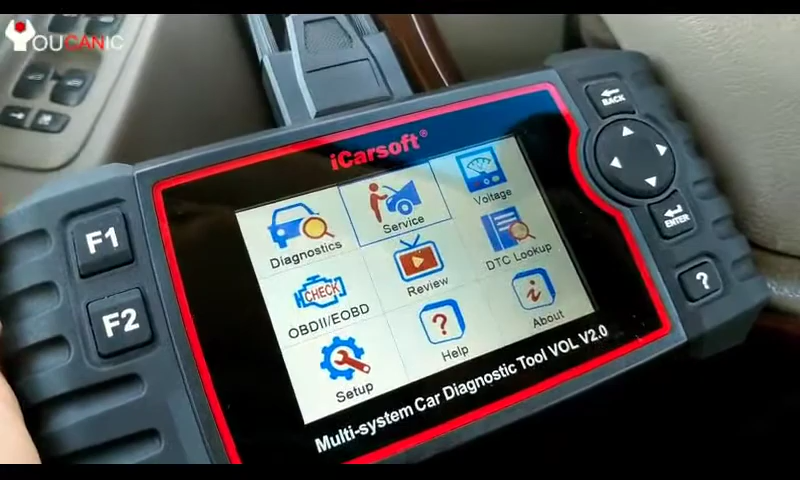 YOUCANIC
iCarsoft®
BACK
ENTER
?
F1
F2
Diagnostics
Service
Voltage
CHECK
OBDII/EOBD
Review
DTC Lookup
Setup
?
Help
i
About
Multi-system Car Diagnostic Tool VOL V2.0